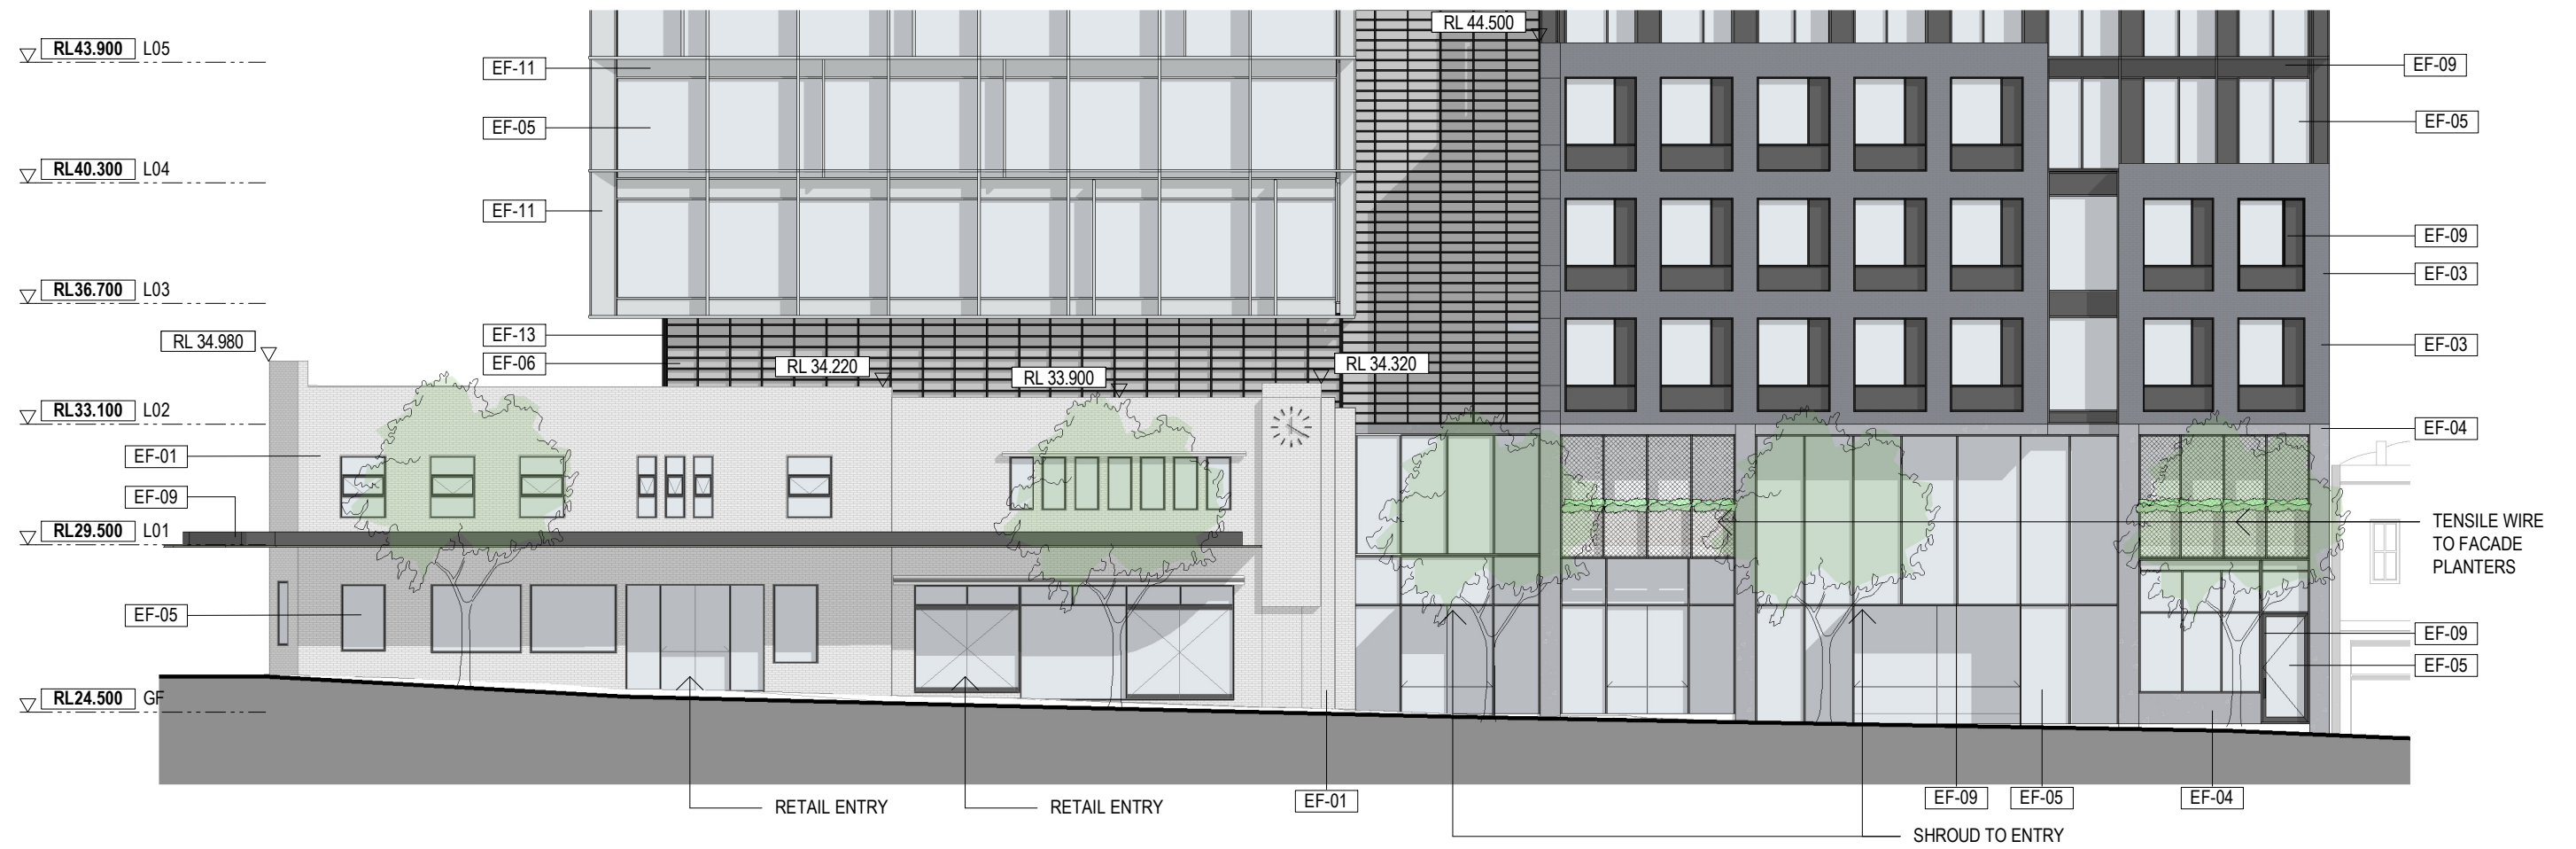 RL 44.500
RL43.900 L05
EF-11
EF-09
EF-05
EF-05
RL40.300 L04
EF-11
EF-09
EF-03
RL36.700 L03
EF-13
RL 34.980
EF-03
EF-06
RL 34.220
RL 34.320
RL 33.900
RL33.100 L02
EF-04
EF-01
EF-09
RL29.500 L01
TENSILE WIRE
TO FACADE
PLANTERS
EF-05
EF-09
EF-05
RL24.500 GF
RETAIL ENTRY
RETAIL ENTRY
EF-01
EF-09
EF-05
EF-04
SHROUD TO ENTRY